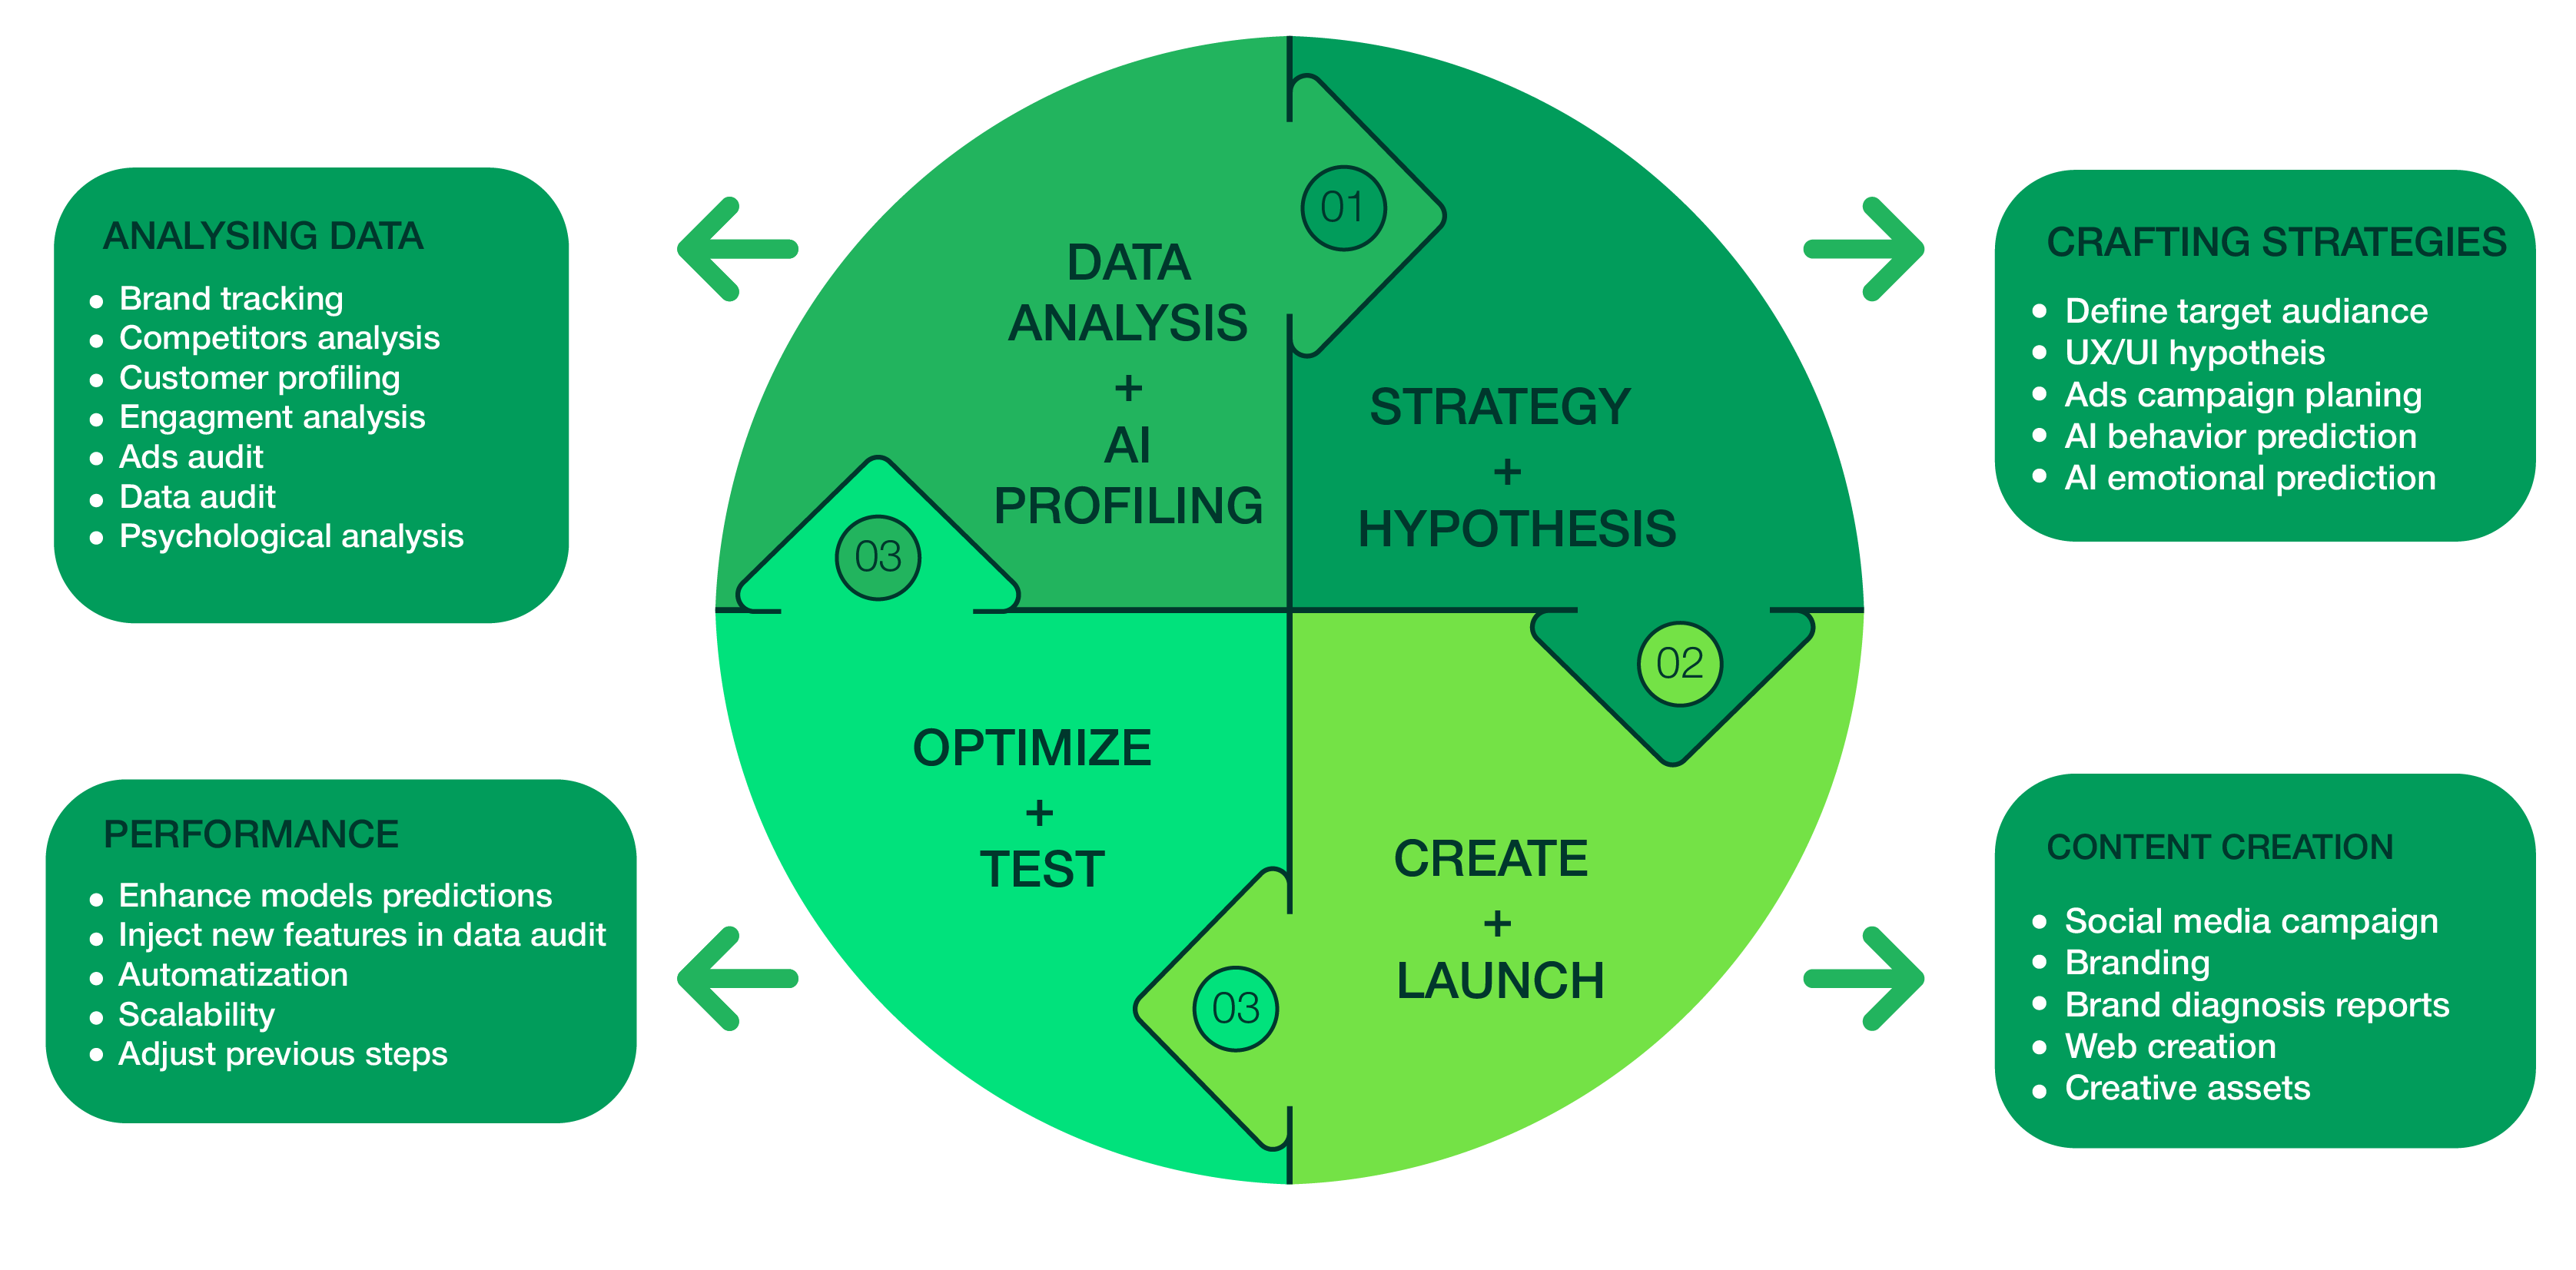 ANALYSING DATA
Brand tracking
Competitors analysis
Customer profiling
Engagment analysis
Ads audit
Data audit
Psychological analysis
DATA
ANALYSIS
+
AI
PROFILING
01
STRATEGY
+
HYPOTHESIS
CRAFTING STRATEGIES
Define target audiance
UX/UI hypotheis
Ads campaign planing
AI behavior prediction
AI emotional prediction
03
02
PERFORMANCE
Enhance models predictions
Inject new features in data audit
Automatization
Scalability
Adjust previous steps
OPTIMIZE
+
TEST
03
CREATE
+
LAUNCH
CONTENT CREATION
Social media campaign
Branding
Brand diagnosis reports
Web creation
Creative assets